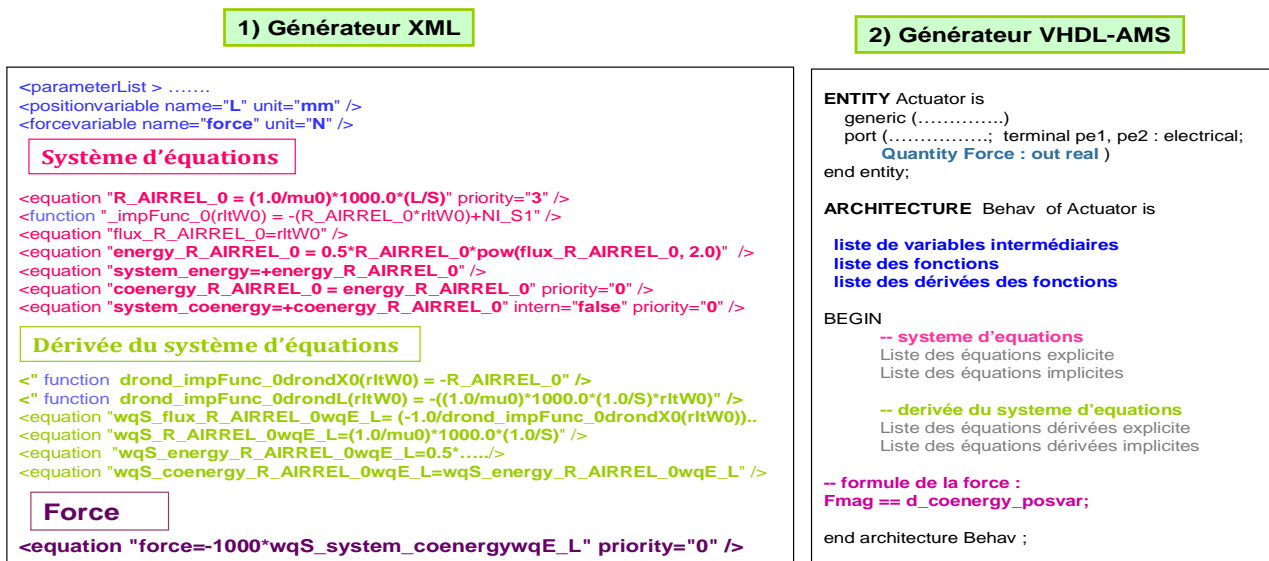 1) Générateur XML
<parameterList > …….
<positionvariable name="L" unit="mm" />
<forcevariable name="force" unit="N" />
Système d'équations
<equation "R_AIRREL_0 = (1.0/mu0)*1000.0*(L/S)" priority="3" />
<function "_impFunc_0(rItW0) = -(R_AIRREL_0*rItW0)+NI_S1" />
<equation "flux_R_AIRREL_0=rItW0" />
<equation "energy_R_AIRREL_0 = 0.5*R_AIRREL_0*pow(flux_R_AIRREL_0, 2.0)"  />
<equation "system_energy=+energy_R_AIRREL_0" />
<equation "coenergy_R_AIRREL_0 = energy_R_AIRREL_0" priority="0" />
<equation "system_coenergy=+coenergy_R_AIRREL_0" intern="false" priority="0" />
Dérivée du système d'équations
<" function  drond_impFunc_0drondX0(rItW0) = -R_AIRREL_0" />
<" function  drond_impFunc_0drondL(rItW0) = -((1.0/mu0)*1000.0*(1.0/S)*rItW0)" />
<equation "wqS_flux_R_AIRREL_0wqE_L= (-1.0/drond_impFunc_0drondX0(rItW0))..
<equation "wqS_R_AIRREL_0wqE_L=(1.0/mu0)*1000.0*(1.0/S)" />
<equation  "wqS_energy_R_AIRREL_0wqE_L=0.5*…../>
<equation "wqS_coenergy_R_AIRREL_0wqE_L=wqS_energy_R_AIRREL_0wqE_L" />
Force
<equation "force=-1000*wqS_system_coenergywqE_L" priority="0" />
2) Générateur VHDL-AMS
ENTITY Actuator is
generic (…………..)
port (……………;  terminal pe1, pe2 : electrical;
Quantity Force : out real )
end entity;
ARCHITECTURE  Behav  of Actuator is
liste de variables intermédiaires
liste des fonctions
liste des dérivées des fonctions
BEGIN
-- systeme d'equations
Liste des équations explicite
Liste des équations implicites
-- derivée du systeme d'equations
Liste des équations dérivées explicite
Liste des équations dérivées implicites
-- formule de la force :
Fmag == d_coenergy_posvar;
end architecture Behav ;